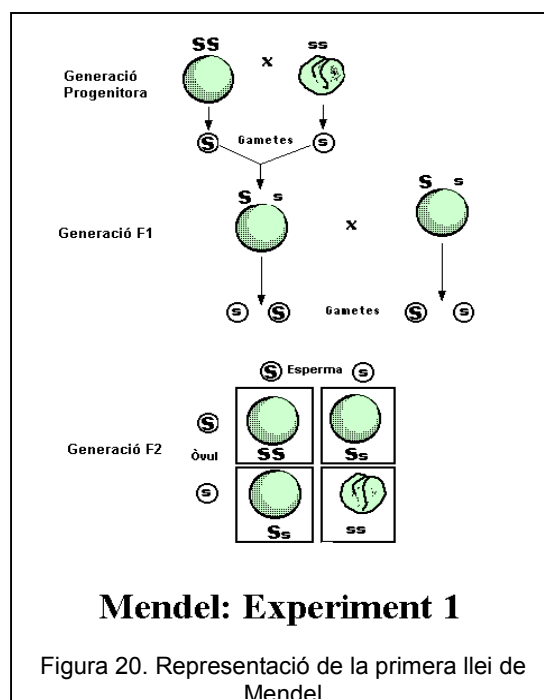 SS x ss
Generació
Progenitora
S Gametes s
S s S s
Generació F1 x
s S Gametes S s
S Esperma s
S
SS Ss
Generació F2 Òvul
s
Ss ss
Mendel: Experiment 1
Figura 20. Representació de la primera llei de
Mendel